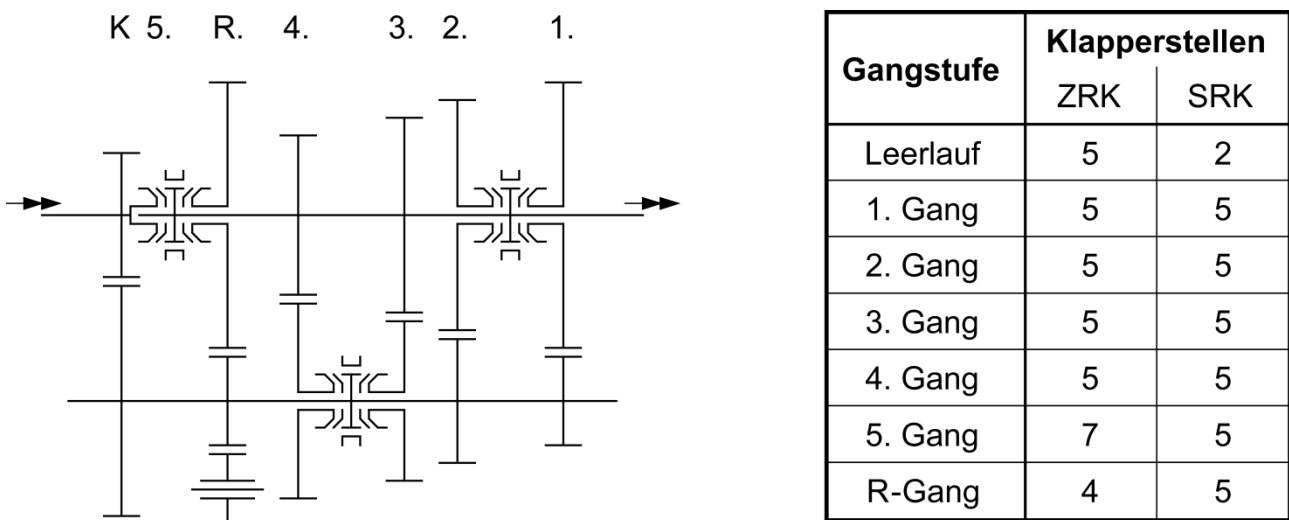 K 5. R. 4. 3. 2. 1.
Gangstufe Klapperstellen
ZRK SRK
Leerlauf 5 2
1. Gang 5 5
2. Gang 5 5
3. Gang 5 5
4. Gang 5 5
5. Gang 7 5
R-Gang 4 5